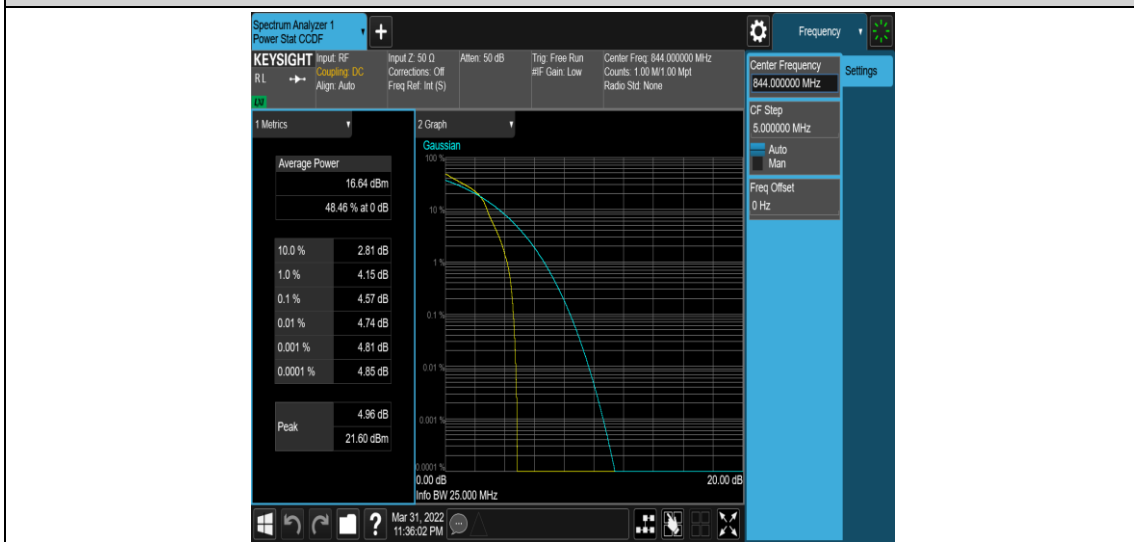 Spectrum Analyzer 1
Power Stat CCDF
+
Frequency
KEYSIGHT
RL
LXI
Input: RF
Coupling: DC
Align: Auto
Input Z: 50 Ω
Corrections: Off
Freq Ref: Int (S)
Atten: 50 dB
Trig: Free Run
#IF Gain: Low
Center Freq: 844.000000 MHz
Counts: 1.00 M/1.00 Mpt
Radio Std: None
Center Frequency
844.000000 MHz
Settings
CF Step
5.000000 MHz
Auto
Man
Freq Offset
0 Hz
1 Metrics
Average Power
16.64 dBm
48.46 % at 0 dB
10.0 % 2.81 dB
1.0 % 4.15 dB
0.1 % 4.57 dB
0.01 % 4.74 dB
0.001 % 4.81 dB
0.0001 % 4.85 dB
Peak
4.96 dB
21.60 dBm
2 Graph
Gaussian
100 %
10 %
1 %
0.1 %
0.01 %
0.001 %
0.0001 %
0.00 dB 20.00 dB
Info BW 25.000 MHz
?
Mar 31, 2022
11:36:02 PM